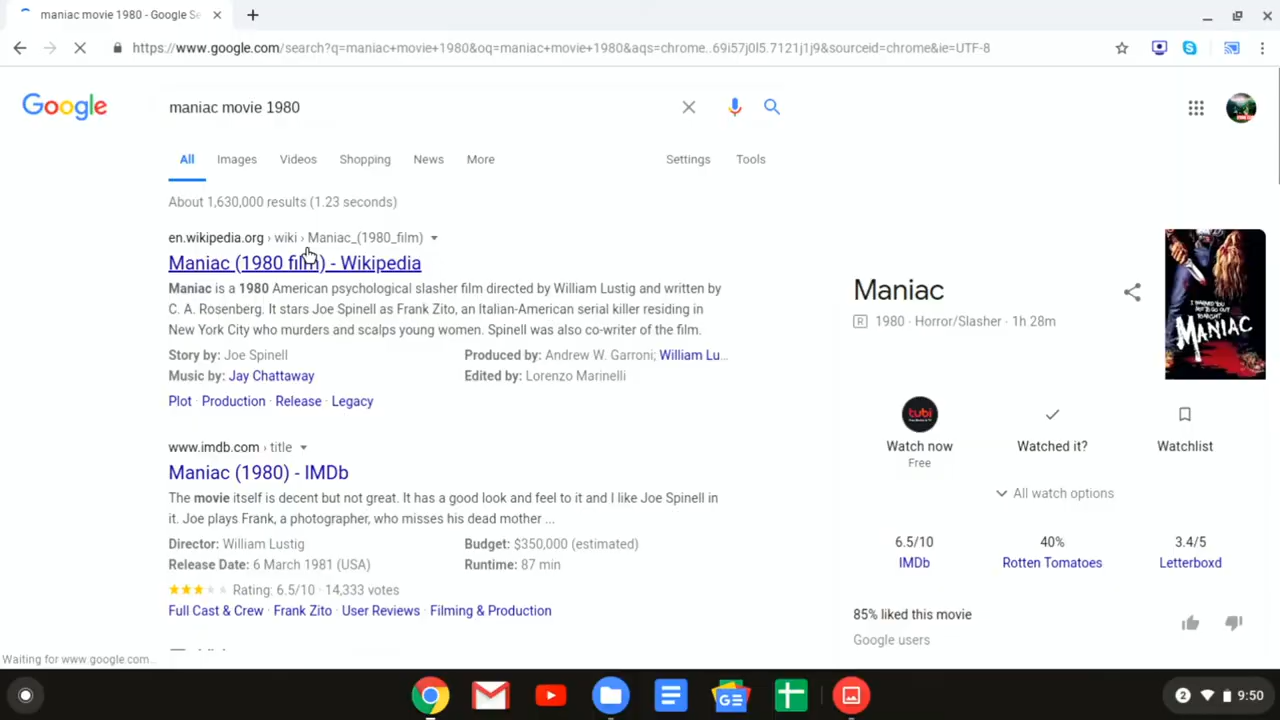 maniac movie 1980 - Google Se
https://www.google.com/search?q=maniac+movie+1980&oq=maniac+movie+1980&aqs=chrome..69i57j0l5.7121j1j9&sourceid=chrome&ie=UTF-8
Google
maniac movie 1980
All Images Videos Shopping News More Settings Tools
About 1,630,000 results (1.23 seconds)
en.wikipedia.org › wiki › Maniac_(1980_film)
Maniac (1980 film) - Wikipedia
Maniac is a 1980 American psychological slasher film directed by William Lustig and written by
C. A. Rosenberg. It stars Joe Spinell as Frank Zito, an Italian-American serial killer residing in
New York City who murders and scalps young women. Spinell was also co-writer of the film.
Story by: Joe Spinell Produced by: Andrew W. Garroni; William Lu...
Music by: Jay Chattaway Edited by: Lorenzo Marinelli
Plot · Production · Release · Legacy
www.imdb.com › title
Maniac (1980) - IMDb
The movie itself is decent but not great. It has a good look and feel to it and I like Joe Spinell in
it. Joe plays Frank, a photographer, who misses his dead mother ...
Director: William Lustig Budget: $350,000 (estimated)
Release Date: 6 March 1981 (USA) Runtime: 87 min
Rating: 6.5/10 · 14,333 votes
Full Cast & Crew · Frank Zito · User Reviews · Filming & Production
Maniac
R 1980 · Horror/Slasher · 1h 28m
I WARNED YOU
NOT TO GO OUT
TONIGHT
MANIAC
tubi
Watch now Watched it? Watchlist
Free
All watch options
6.5/10 40% 3.4/5
IMDb Rotten Tomatoes Letterboxd
85% liked this movie
Google users
Waiting for www.google.com...
GE
2 9:50